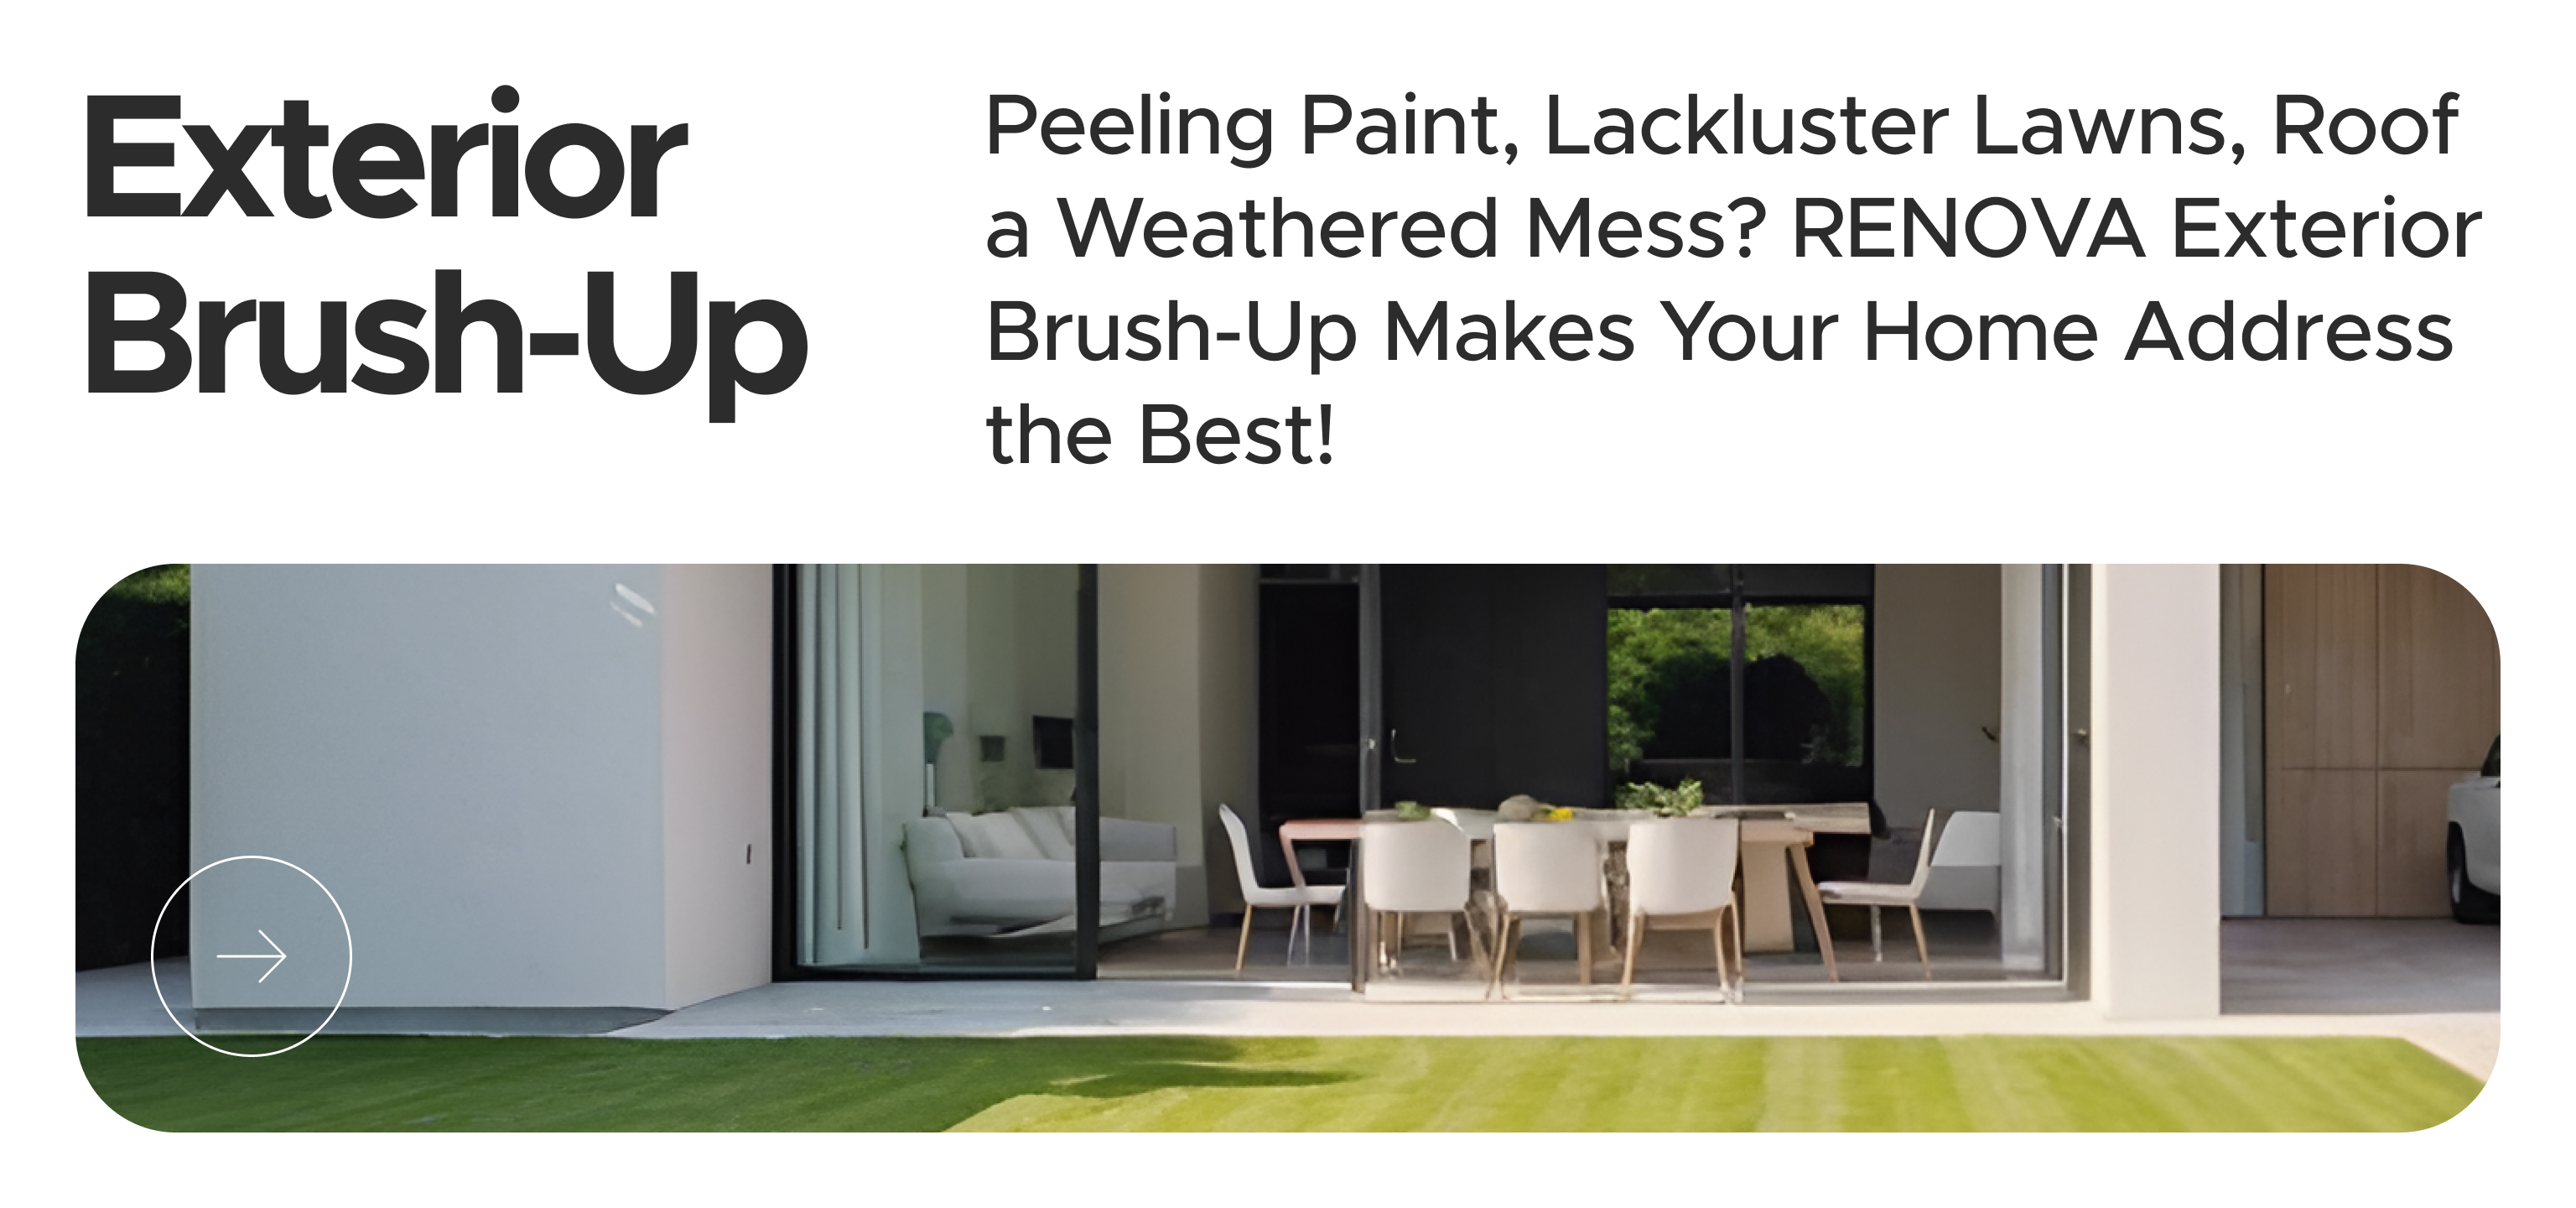 Exterior
Brush-Up
Peeling Paint, Lackluster Lawns, Roof
a Weathered Mess? RENOVA Exterior
Brush-Up Makes Your Home Address
the Best!